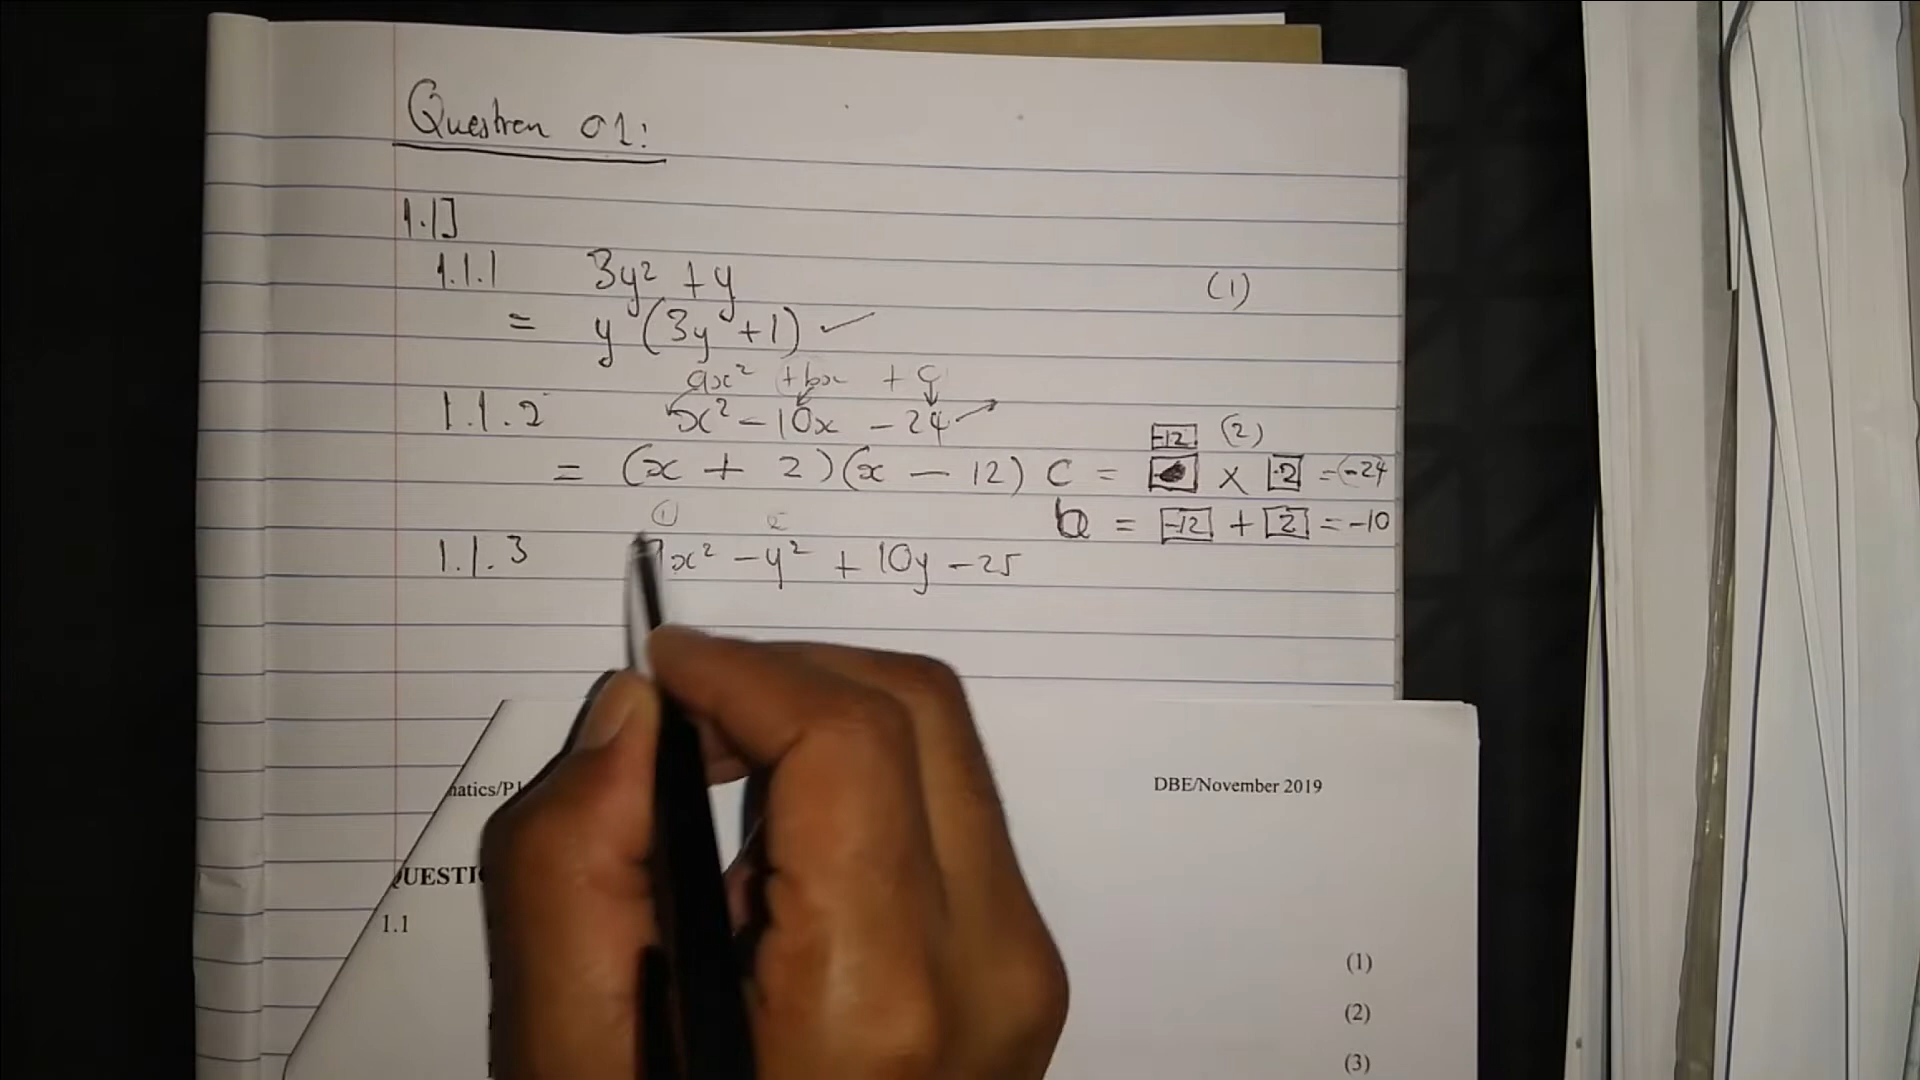 Question 01:
1.1]
1.1.1 3y² + y (1)
= y(3y + 1) ✓
ax² + bx + c
1.1.2 x² - 10x - 24 (2)
-12
= (x + 2)(x - 12) C = × 2 = -24
b = -12 + 2 = -10
① 2
1.1.3 x² - y² + 10y - 25
DBE/November 2019
1.1
(1)
(2)
(3)